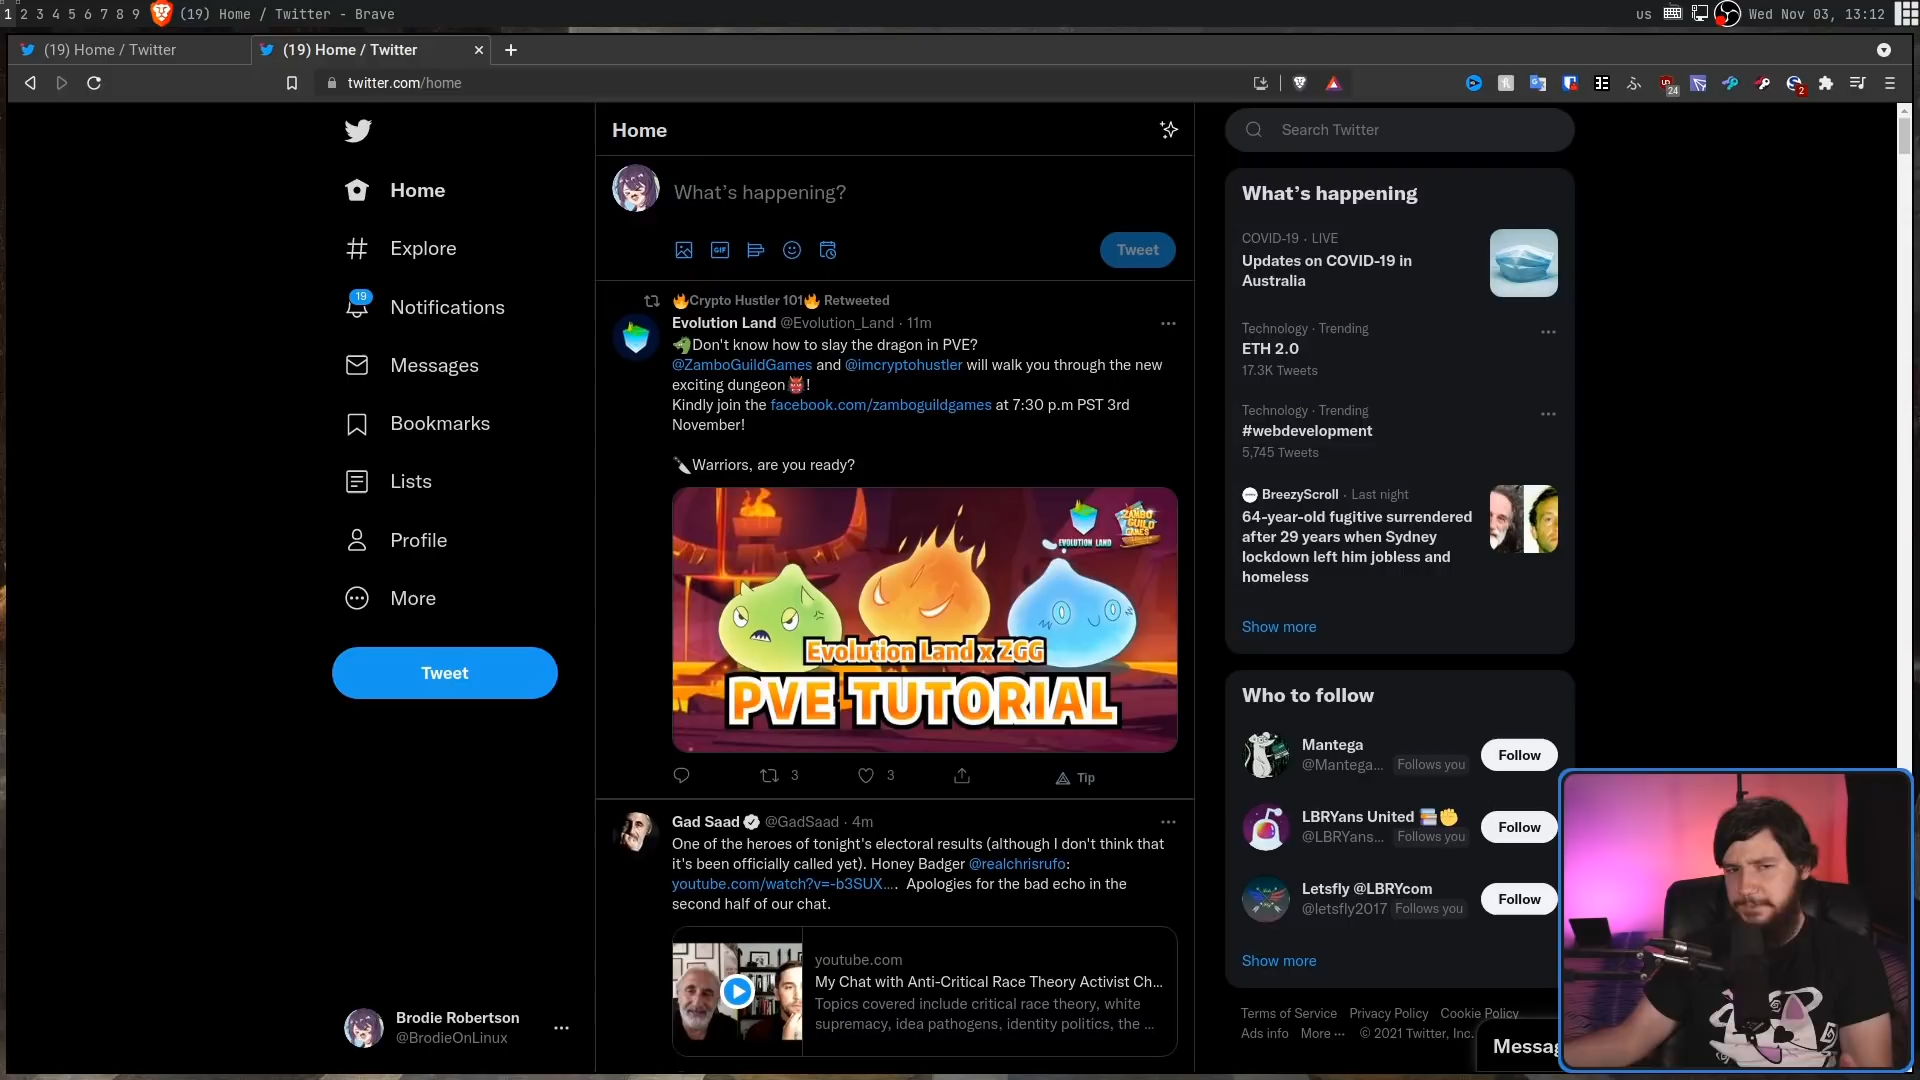 1 2 3 4 5 6 7 8 9 (19) Home / Twitter - Brave
us Wed Nov 03, 13:12
(19) Home / Twitter
(19) Home / Twitter
twitter.com/home
24
2
Home
Explore
19
Notifications
Messages
Bookmarks
Lists
Profile
More
Tweet
Brodie Robertson
@BrodieOnLinux
Home
What's happening?
GIF
Tweet
🔥Crypto Hustler 101🔥 Retweeted
Evolution Land @Evolution_Land · 11m
🐲Don't know how to slay the dragon in PVE?
@ZamboGuildGames and @imcryptohustler will walk you through the new
exciting dungeon👹!
Kindly join the facebook.com/zamboguildgames at 7:30 p.m PST 3rd
November!
🔪Warriors, are you ready?
EVOLUTION LAND
ZAMBO
GUILD
GAMES
Evolution Land x ZGG
PVE TUTORIAL
3
3
Tip
Gad Saad @GadSaad · 4m
One of the heroes of tonight's electoral results (although I don't think that
it's been officially called yet). Honey Badger @realchrisrufo:
youtube.com/watch?v=-b3SUX…. Apologies for the bad echo in the
second half of our chat.
youtube.com
My Chat with Anti-Critical Race Theory Activist Ch...
Topics covered include critical race theory, white
supremacy, idea pathogens, identity politics, the ...
Search Twitter
What's happening
COVID-19 · LIVE
Updates on COVID-19 in
Australia
Technology · Trending
ETH 2.0
17.3K Tweets
Technology · Trending
#webdevelopment
5,745 Tweets
BreezyScroll · Last night
64-year-old fugitive surrendered
after 29 years when Sydney
lockdown left him jobless and
homeless
Show more
Who to follow
Mantega
@Mantega... Follows you
Follow
LBRYans United 📚✊
@LBRYans... Follows you
Follow
Letsfly @LBRYcom
@letsfly2017 Follows you
Follow
Show more
Terms of Service Privacy Policy Cookie Policy
Ads info More ··· © 2021 Twitter, Inc.
Messag